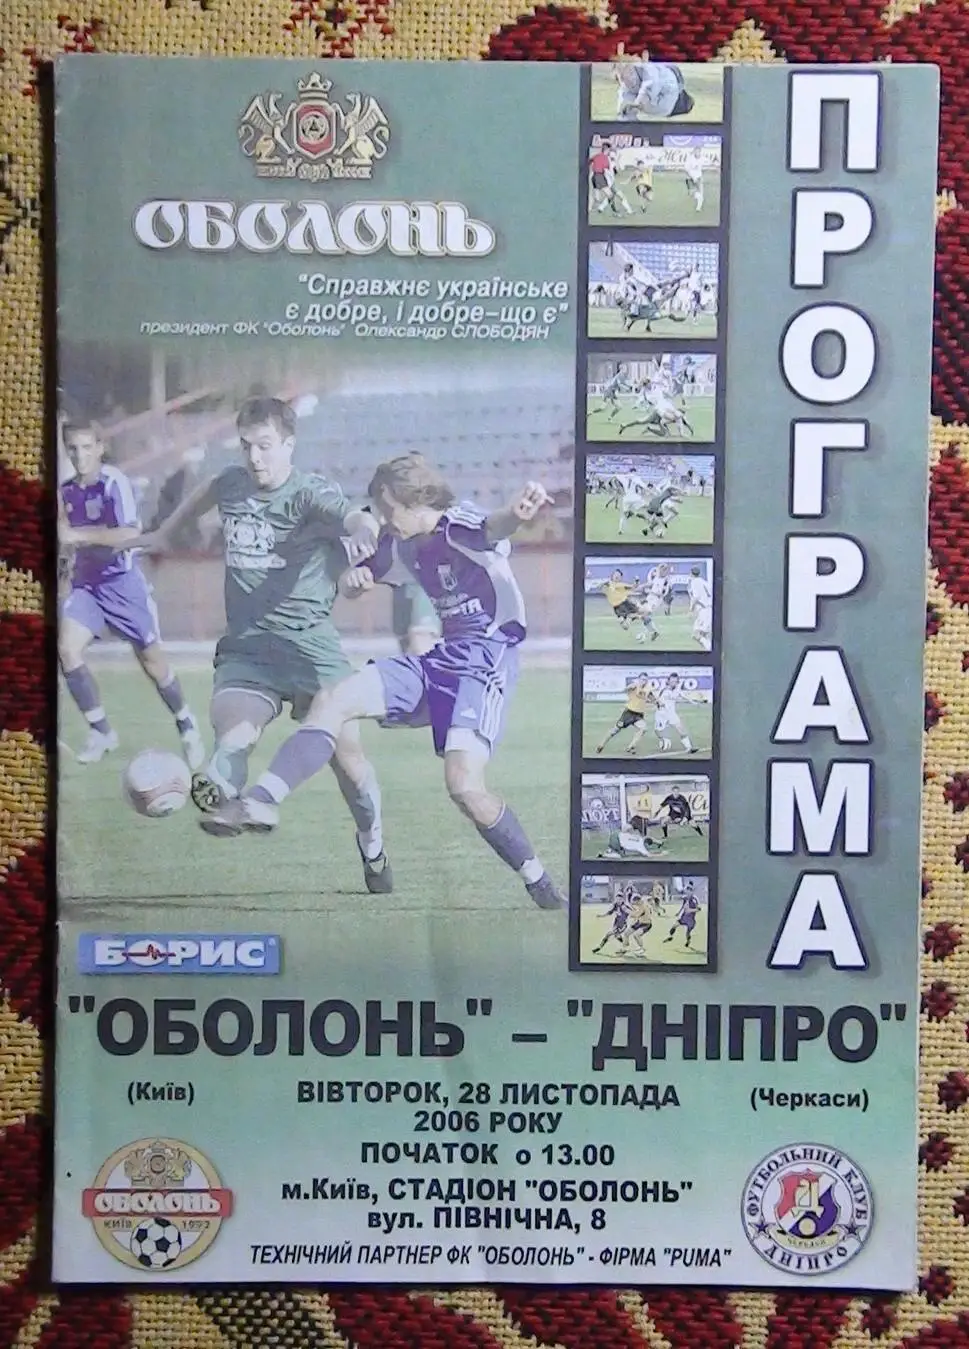 ОБОЛОНЬ
"Справжнє українське
є добре, і добре–що є"
президент ФК "Оболонь" Олександр СЛОБОДЯН
ПРОГРАМА
БОРИС
"ОБОЛОНЬ" – "ДНІПРО"
(Київ)
(Черкаси)
ВІВТОРОК, 28 ЛИСТОПАДА
2006 РОКУ
ПОЧАТОК о 13.00
м.Київ, СТАДІОН "ОБОЛОНЬ"
вул. ПІВНІЧНА, 8
ТЕХНІЧНИЙ ПАРТНЕР ФК "ОБОЛОНЬ" - ФІРМА "PUMA"
ОБОЛОНЬ
КИЇВ 1992
ФУТБОЛЬНИЙ КЛУБ
ЧЕРКАСИ
ДНІПРО